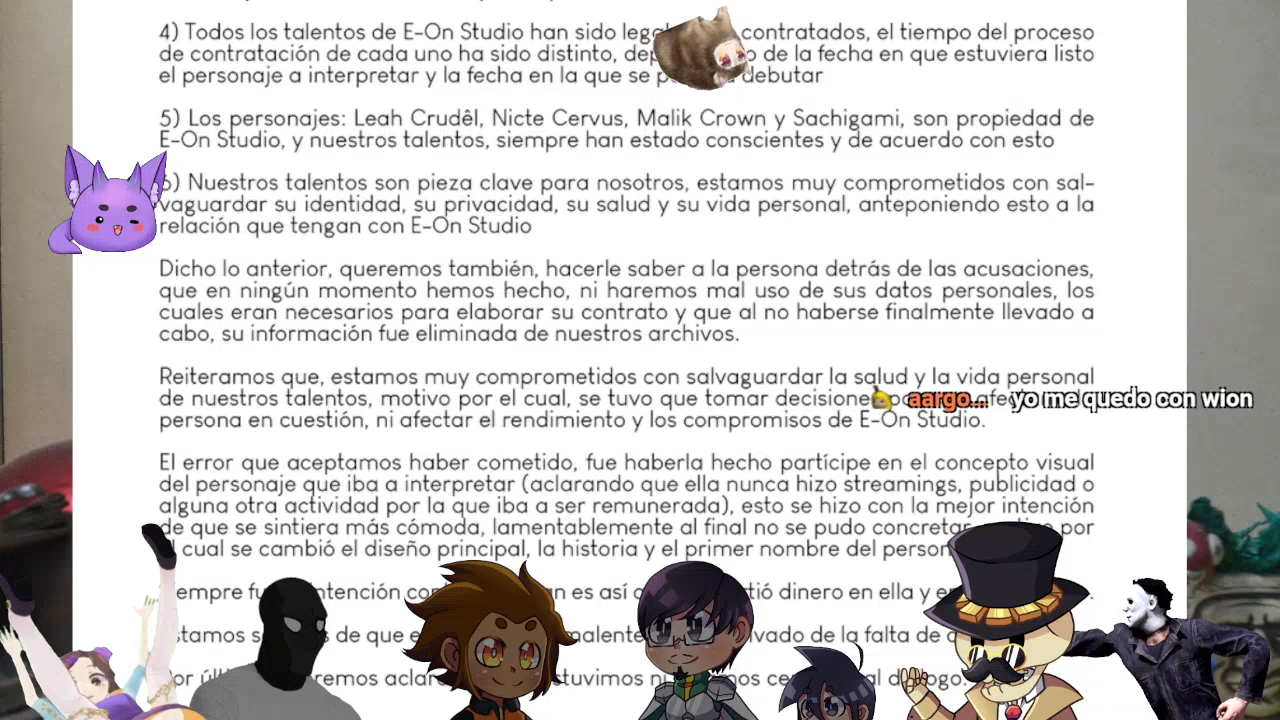 4) Todos los talentos de E-On Studio han sido contratados, el tiempo del proceso
de contratación de cada uno ha sido distinto, de la fecha en que estuviera listo
el personaje a interpretar y la fecha en la que se debutar
5) Los personajes: Leah Crudêl, Nicte Cervus, Malik Crown y Sachigami, son propiedad de
E-On Studio, y nuestros talentos, siempre han estado conscientes y de acuerdo con esto
6) Nuestros talentos son pieza clave para nosotros, estamos muy comprometidos con sal-
vaguardar su identidad, su privacidad, su salud y su vida personal, anteponiendo esto a la
relación que tengan con E-On Studio
Dicho lo anterior, queremos también, hacerle saber a la persona detrás de las acusaciones,
que en ningún momento hemos hecho, ni haremos mal uso de sus datos personales, los
cuales eran necesarios para elaborar su contrato y que al no haberse finalmente llevado a
cabo, su información fue eliminada de nuestros archivos.
Reiteramos que, estamos muy comprometidos con salvaguardar la salud y la vida personal
de nuestros talentos, motivo por el cual, se tuvo que tomar
aargo... yo me quedo con wion
persona en cuestión, ni afectar el rendimiento y los compromisos de E-On Studio.
El error que aceptamos haber cometido, fue haberla hecho partícipe en el concepto visual
del personaje que iba a interpretar (aclarando que ella nunca hizo streamings, publicidad o
alguna otra actividad por la que iba a ser remunerada), esto se hizo con la mejor intención
de que se sintiera más cómoda, lamentablemente al final no se pudo por
cual se cambió el diseño principal, la historia y el primer nombre del
es así dinero en ella y
de que de la falta de